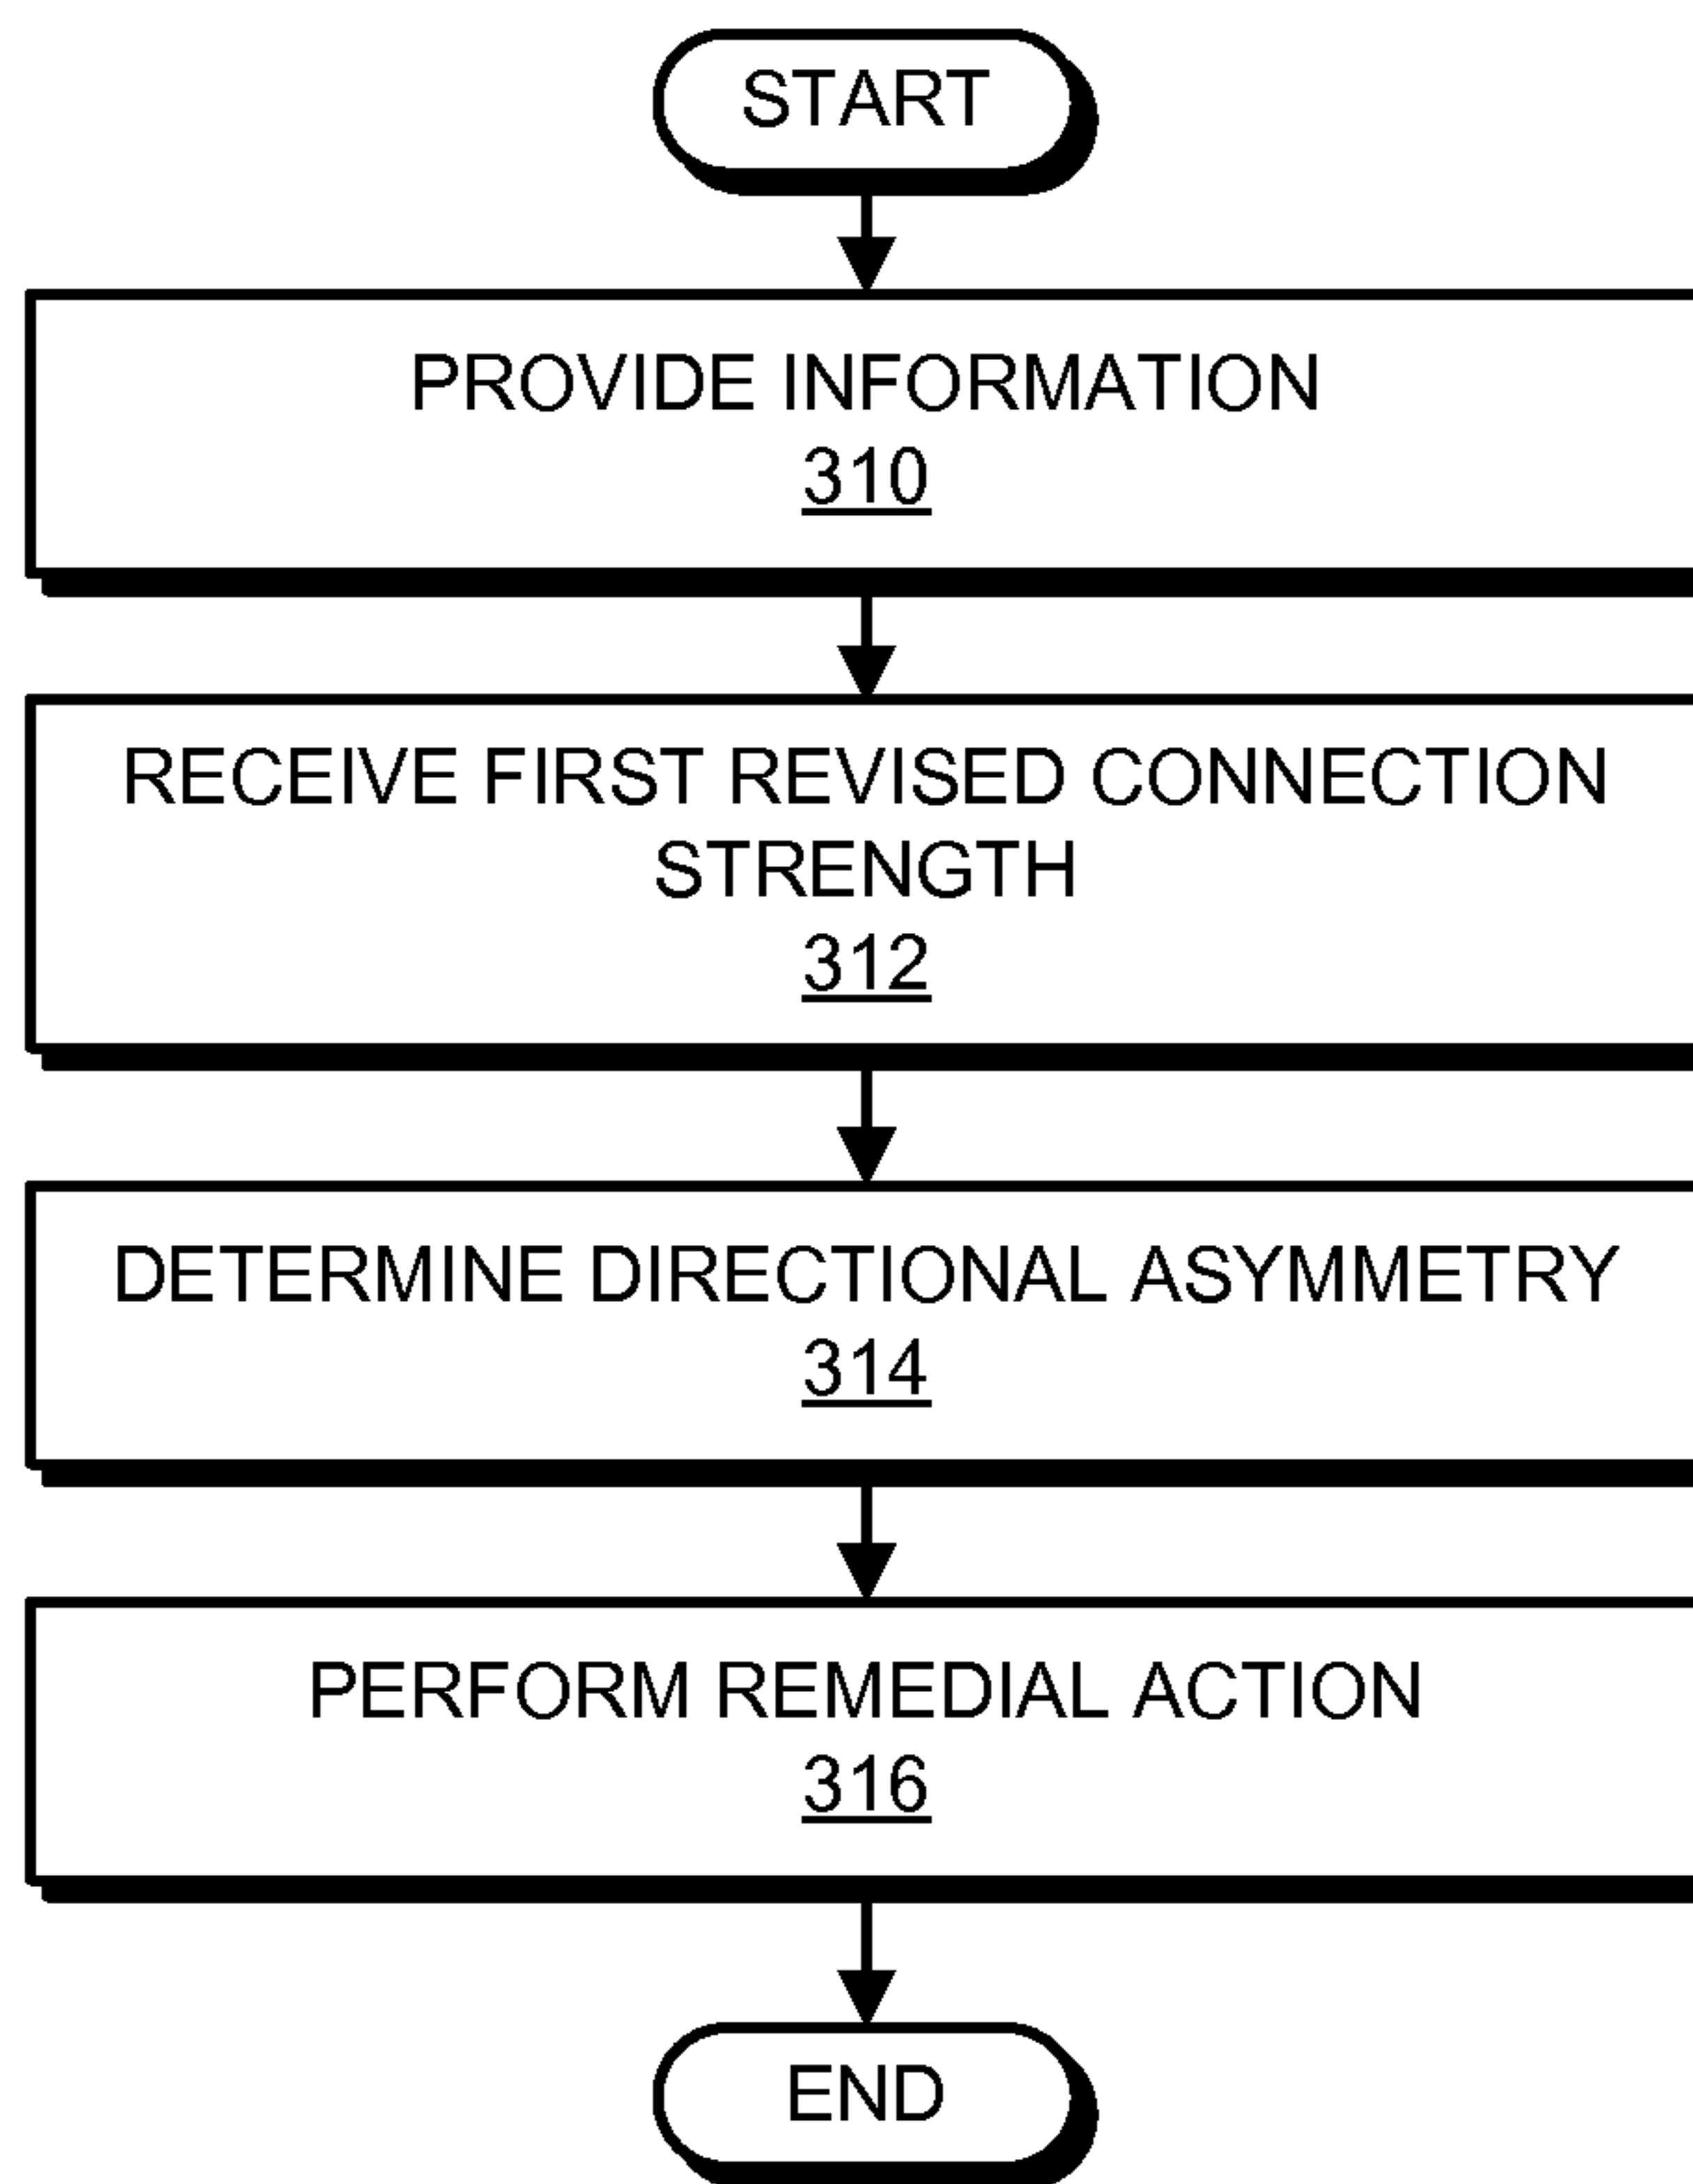 START
PROVIDE INFORMATION
310
RECEIVE FIRST REVISED CONNECTION
STRENGTH
312
DETERMINE DIRECTIONAL ASYMMETRY
314
PERFORM REMEDIAL ACTION
316
END